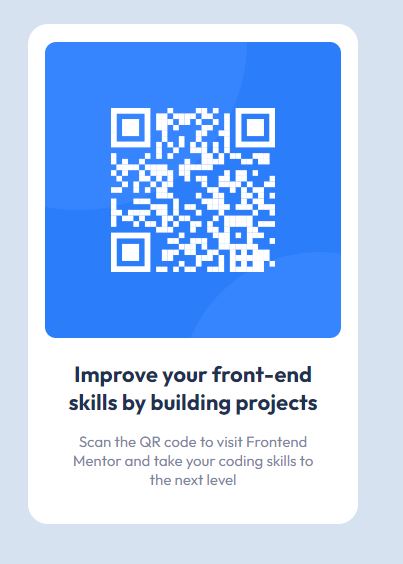 Improve your front-end
skills by building projects
Scan the QR code to visit Frontend
Mentor and take your coding skills to
the next level